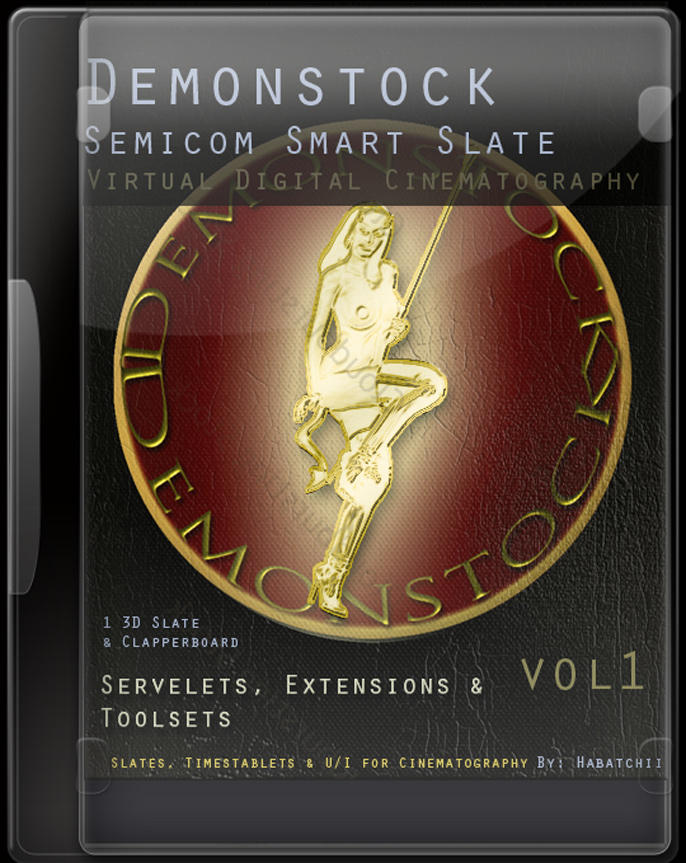 Demonstock
Semicom Smart Slate
Virtual Digital Cinematography
DEMONSTOCK
DEMONSTOCK
1 3D Slate
& Clapperboard
vol1
Servelets, Extensions &
Toolsets
Slates, Timestablets & U/I for Cinematography By: Habatchii